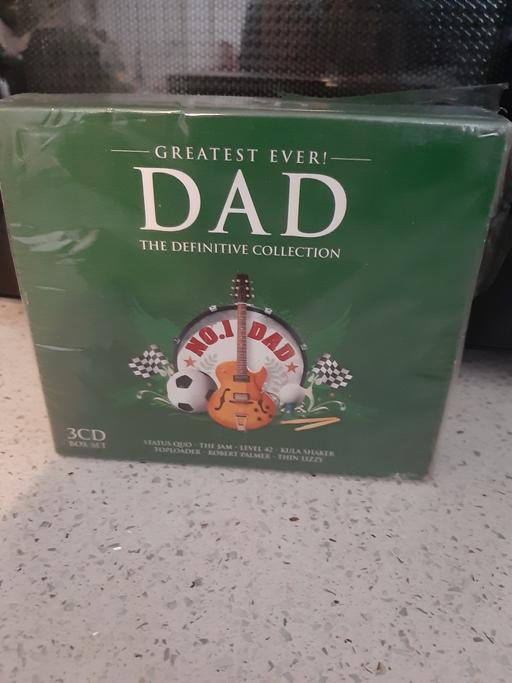 GREATEST EVER!
DAD
THE DEFINITIVE COLLECTION
NO.1 DAD
3CD
BOX SET
STATUS QUO · THE JAM · LEVEL 42 · KULA SHAKER
TOPLOADER · ROBERT PALMER · THIN LIZZY